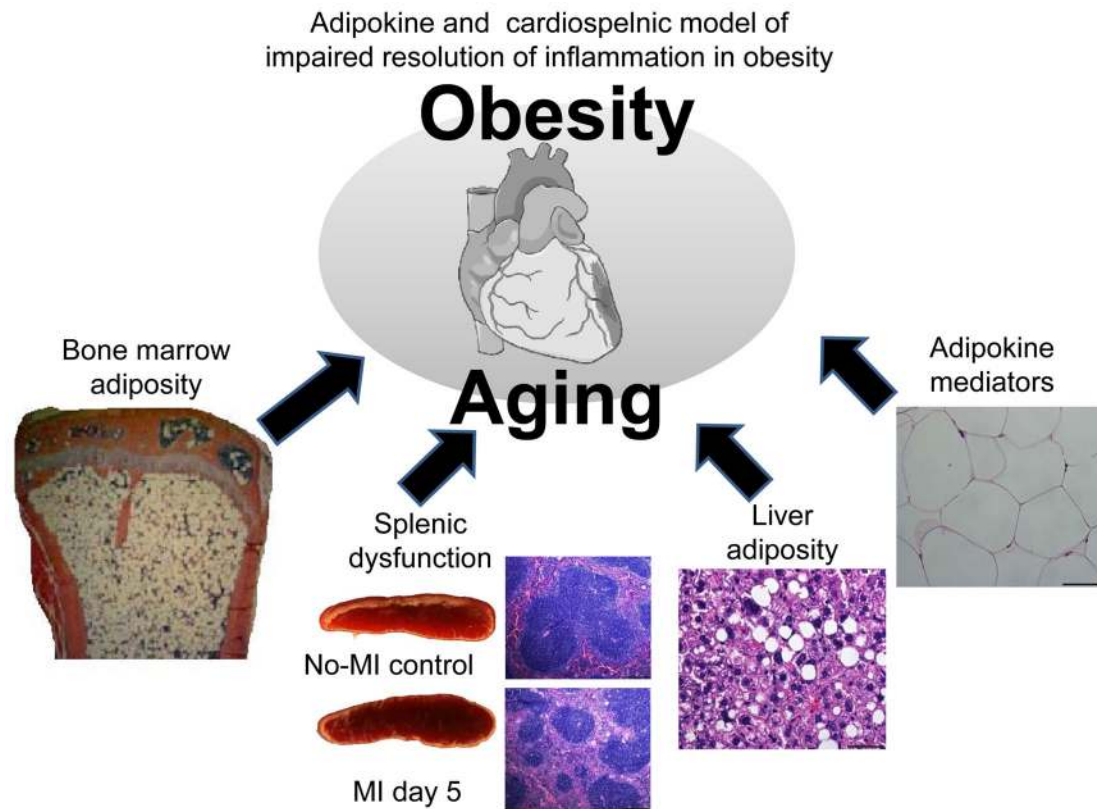 Adipokine and cardiospelnic model of
impaired resolution of inflammation in obesity
Obesity
Aging
Bone marrow
adiposity
Splenic
dysfunction
No-MI control
MI day 5
Liver
adiposity
Adipokine
mediators